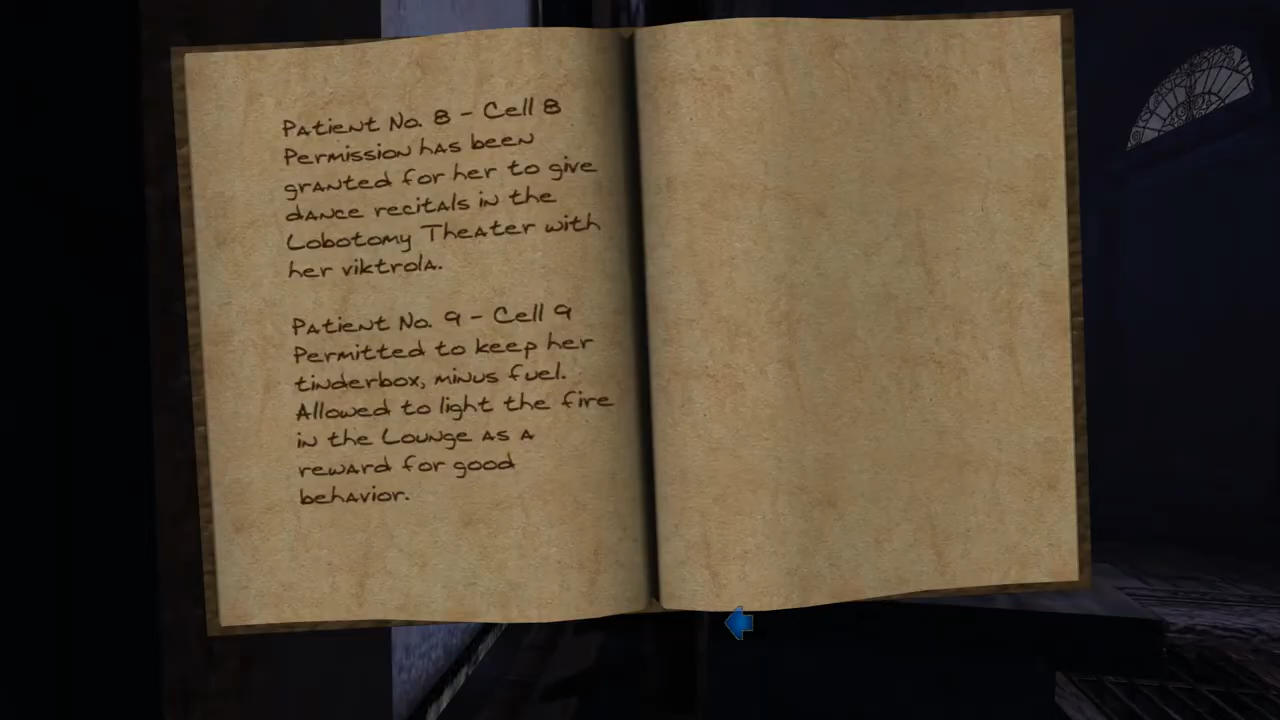 Patient No. 8 - Cell 8
Permission has been
granted for her to give
dance recitals in the
Lobotomy Theater with
her viktrola.
Patient No. 9 - Cell 9
Permitted to keep her
tinderbox, minus fuel.
Allowed to light the fire
in the Lounge as a
reward for good
behavior.